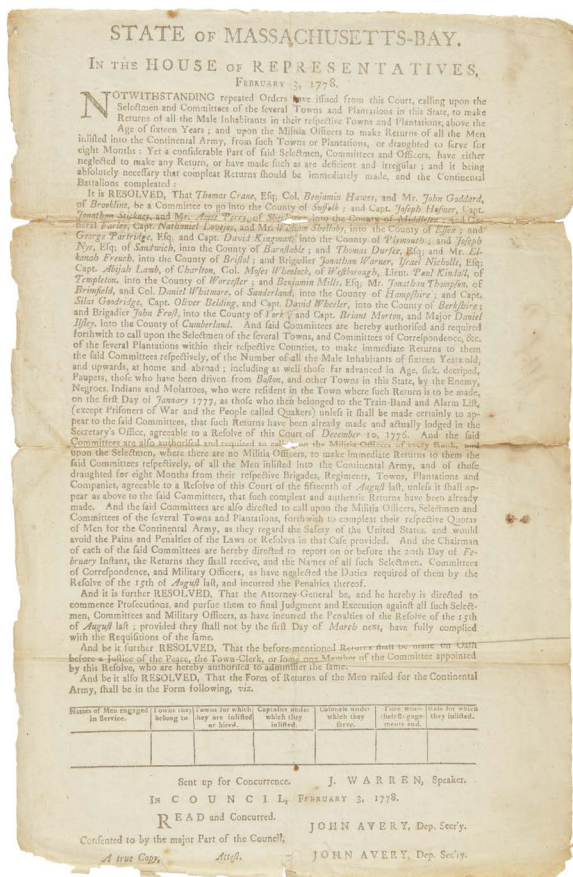 STATE OF MASSACHUSETTS-BAY.
IN THE HOUSE OF REPRESENTATIVES,
FEBRUARY 3, 1778.
NOTWITHSTANDING repeated Orders have issued from this Court, calling upon the
Selectmen and Committees of the several Towns and Plantations in this State, to make
Returns of all the Male Inhabitants in their respective Towns and Plantations, above the
Age of sixteen Years ; and upon the Militia Officers to make Returns of all the Men
inlisted into the Continental Army, from such Towns or Plantations, or draughted to serve for
eight Months : Yet a considerable Part of said Selectmen, Committees and Officers, have either
neglected to make any Return, or have made such as are deficient and irregular ; and it being
absolutely necessary that compleat Returns should be immediately made, and the Continental
Battalions compleated :
It is RESOLVED, That Thomas Crane, Esq; Col. Benjamin Hawes, and Mr. John Goddard,
of Brookline, be a Committee to go into the County of Suffolk ; and Capt. Joseph Hosmer, Capt.
Jonathan Stickney, and Mr. Perry, of into the County of Middlesex ; and
Farley, Capt. Nathaniel Lovejoy, and Mr. William Shellaby, into the County of Essex ; and
George Partridge, Esq; and Capt. David Kingman, into the County of Plymouth ; and Joseph
Nye, Esq; of Sandwich, into the County of Barnstable ; and Thomas Durfee, Esq; and Mr. El-
kanah French, into the County of Bristol ; and Brigadier Jonathan Warner, Israel Nicholls, Esq;
Capt. Abijah Lamb, of Charlton, Col. Moses Wheelock, of Westborough, Lieut. Paul Kindall, of
Templeton, into the County of Worcester ; and Benjamin Mills, Esq; Mr. Jonathan Thompson, of
Brimfield, and Col. Daniel Whitmore, of Sunderland, into the County of Hampshire ; and Capt.
Silas Goodridge, Capt. Oliver Belding, and Capt. David Wheeler, into the County of Berkshire ;
and Brigadier John Frost, into the County of York ; and Capt. Briant Morton, and Major Daniel
Ilsley, into the County of Cumberland. And said Committees are hereby authorised and required
forthwith to call upon the Selectmen of the several Towns, and Committees of Correspondence, &c.
of the several Plantations within their respective Counties, to make immediate Returns to them
the said Committees respectively, of the Number of all the Male Inhabitants of sixteen Years old,
and upwards, at home and abroad ; including as well those far advanced in Age, sick, decriped,
Paupers, those who have been driven from Boston, and other Towns in this State, by the Enemy,
Negroes, Indians and Molattoes, who were resident in the Town where such Return is to be made,
on the first Day of January 1777, as those who then belonged to the Train-Band and Alarm List,
(except Prisoners of War and the People called Quakers) unless it shall be made certainly to ap-
pear to the said Committees, that such Returns have been already made and actually lodged in the
Secretary's Office, agreeable to a Resolve of this Court of December 10, 1776. And the said
Committees are also authorised and required to call upon the Militia Officers of every Rank, and
upon the Selectmen, where there are no Militia Officers, to make immediate Returns to them the
said Committees respectively, of all the Men inlisted into the Continental Army, and of those
draughted for eight Months from their respective Brigades, Regiments, Towns, Plantations and
Companies, agreable to a Resolve of this Court of the fifteenth of August last, unless it shall ap-
pear as above to the said Committees, that such compleat and authentic Returns have been already
made. And the said Committees are also directed to call upon the Militia Officers, Selectmen and
Committees of the several Towns and Plantations, forthwith to compleat their respective Quotas
of Men for the Continental Army, as they regard the Safety of the United States, and would
avoid the Pains and Penalties of the Laws or Resolves in that Case provided. And the Chairman
of each of the said Committees are hereby directed to report on or before the 20th Day of Fe-
bruary Instant, the Returns they shall receive, and the Names of all such Selectmen, Committees
of Correspondence, and Military Officers, as have neglected the Duties required of them by the
Resolve of the 15th of August last, and incurred the Penalties thereof.
And it is further RESOLVED, That the Attorney-General be, and he hereby is directed to
commence Prosecutions, and pursue them to final Judgment and Execution against all such Select-
men, Committees and Military Officers, as have incurred the Penalties of the Resolve of the 15th
of August last ; provided they shall not by the first Day of March next, have fully complied
with the Requisitions of the same.
And be it further RESOLVED, That the before-mentioned Returns shall be made on Oath
before a Justice of the Peace, the Town-Clerk, or some one Member of the Committee appointed
by this Resolve, who are hereby authorised to administer the same.
And be it also RESOLVED, That the Form of Returns of the Men raised for the Continental
Army, shall be in the Form following, viz.
Names of Men engaged in Service. | Towns they belong to | Towns for which they are inlisted or hired. | Captains under which they inlisted. | Colonels under which they serve. | Time when their Engagements end. | Date for which they inlisted.
Sent up for Concurrence. J. WARREN, Speaker.
IN COUNCIL, FEBRUARY 3, 1778.
READ and Concurred.
JOHN AVERY, Dep. Sec'ry.
Consented to by the major Part of the Council,
A true Copy, Attest, JOHN AVERY, Dep. Sec'ry.